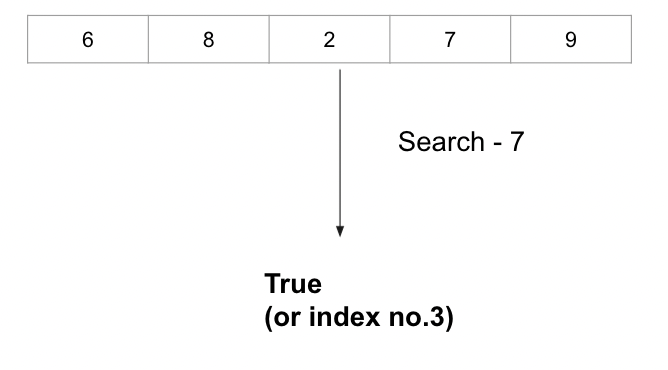 6 8 2 7 9
Search - 7
True
(or index no.3)